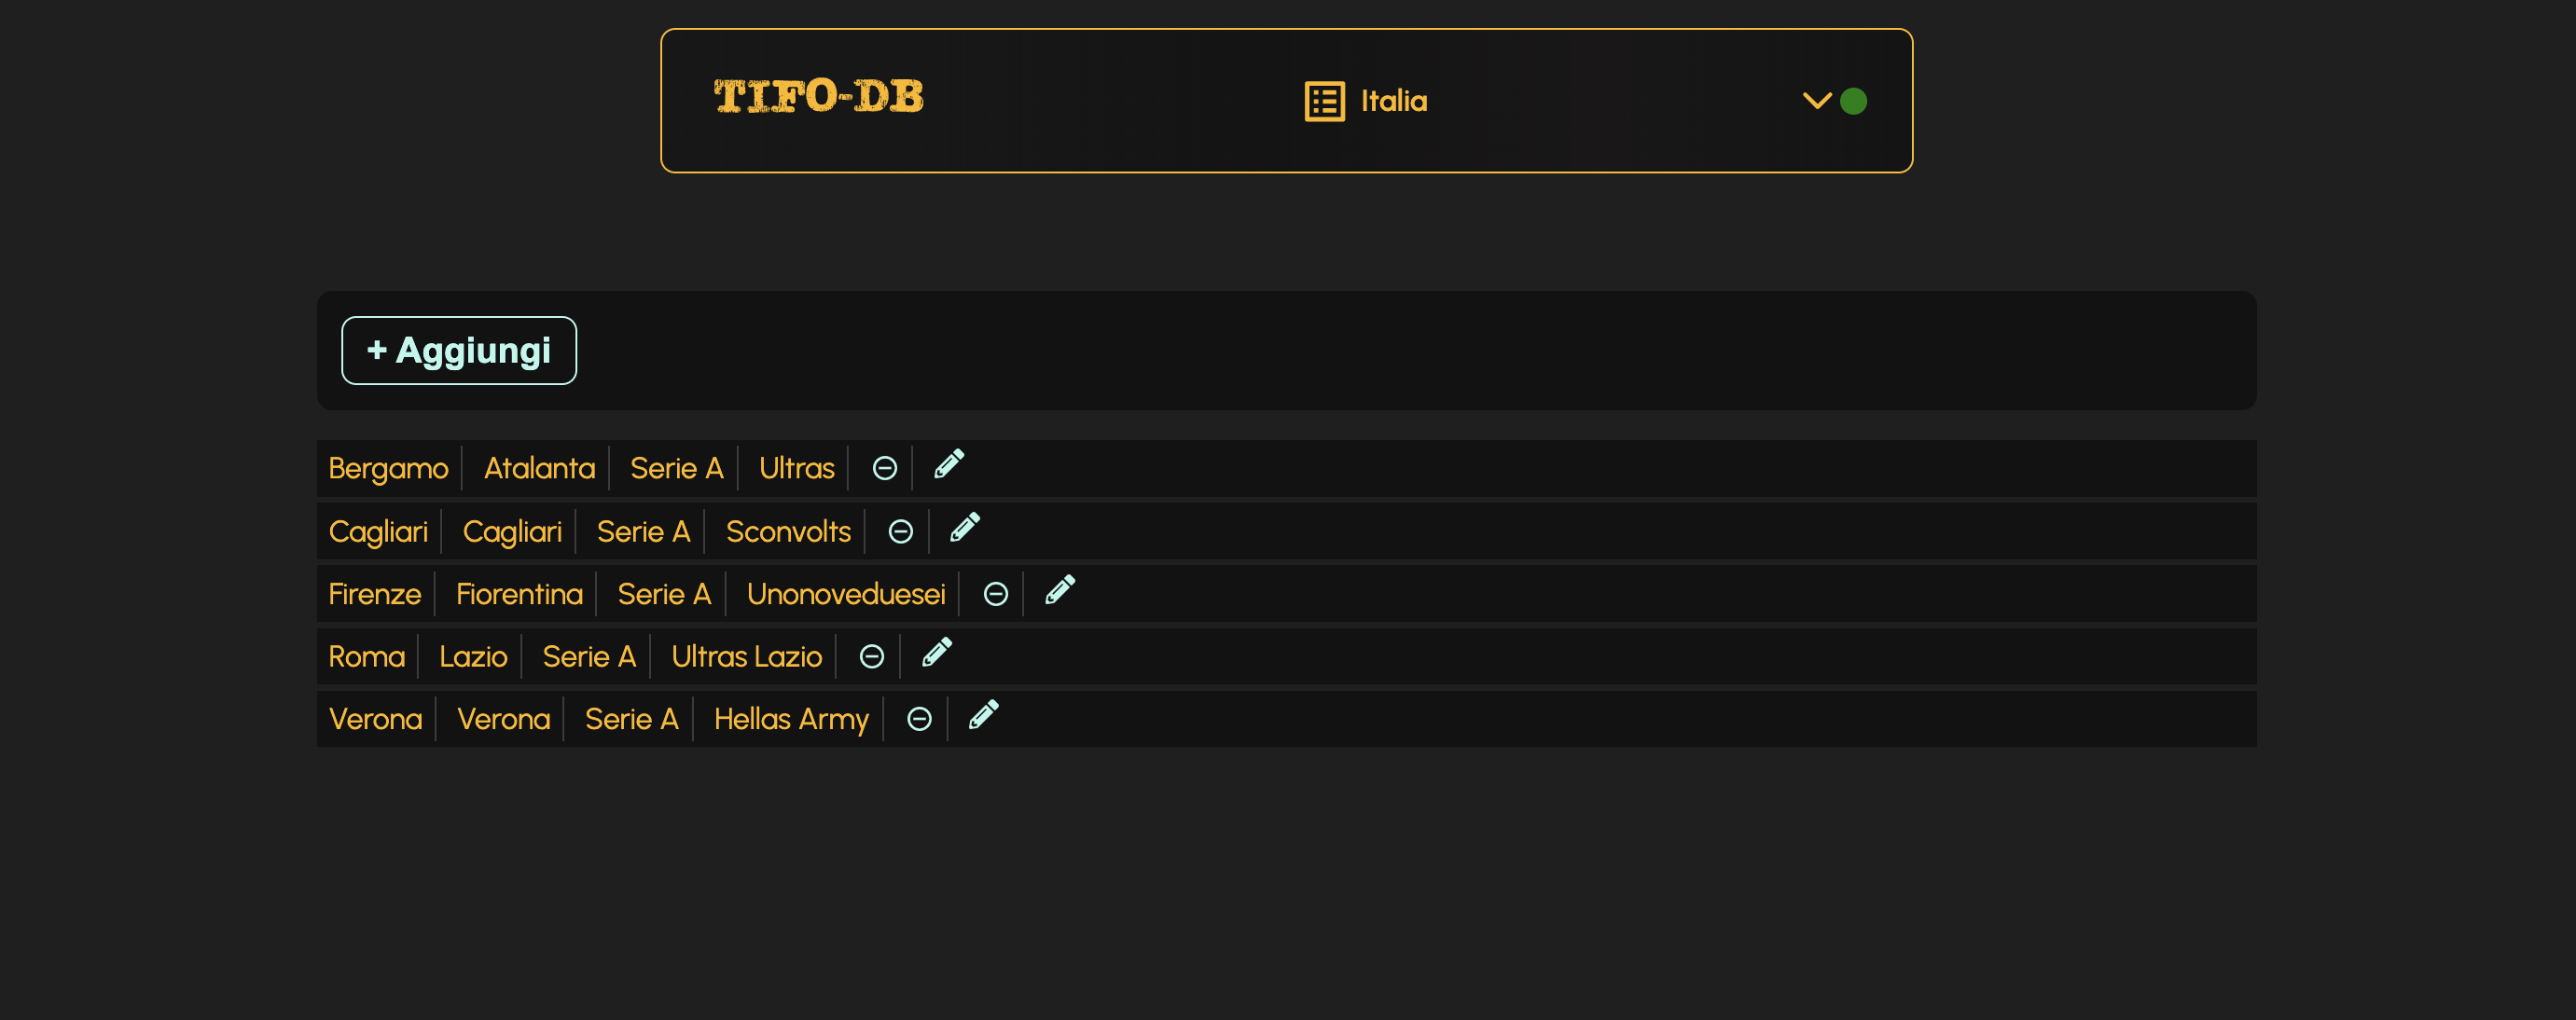 TIFO-DB
Italia
+ Aggiungi
Bergamo Atalanta Serie A Ultras
Cagliari Cagliari Serie A Sconvolts
Firenze Fiorentina Serie A Unonoveduesei
Roma Lazio Serie A Ultras Lazio
Verona Verona Serie A Hellas Army